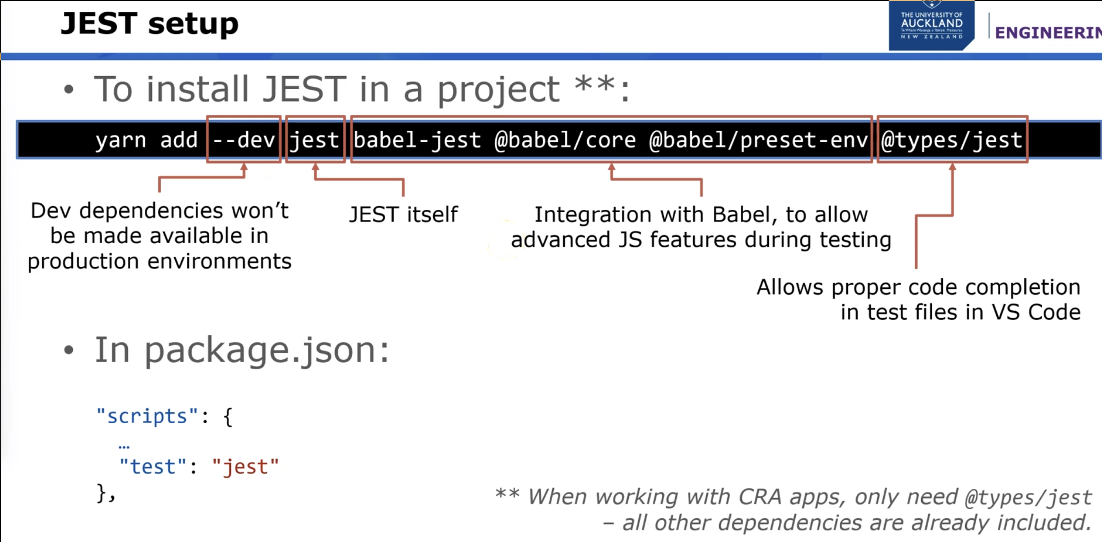 JEST setup
THE UNIVERSITY OF
AUCKLAND
NEW ZEALAND
ENGINEERIN
• To install JEST in a project **:
yarn add --dev jest babel-jest @babel/core @babel/preset-env @types/jest
Dev dependencies won't
be made available in
production environments
JEST itself
Integration with Babel, to allow
advanced JS features during testing
Allows proper code completion
in test files in VS Code
• In package.json:
"scripts": {
…
"test": "jest"
},
** When working with CRA apps, only need @types/jest
– all other dependencies are already included.